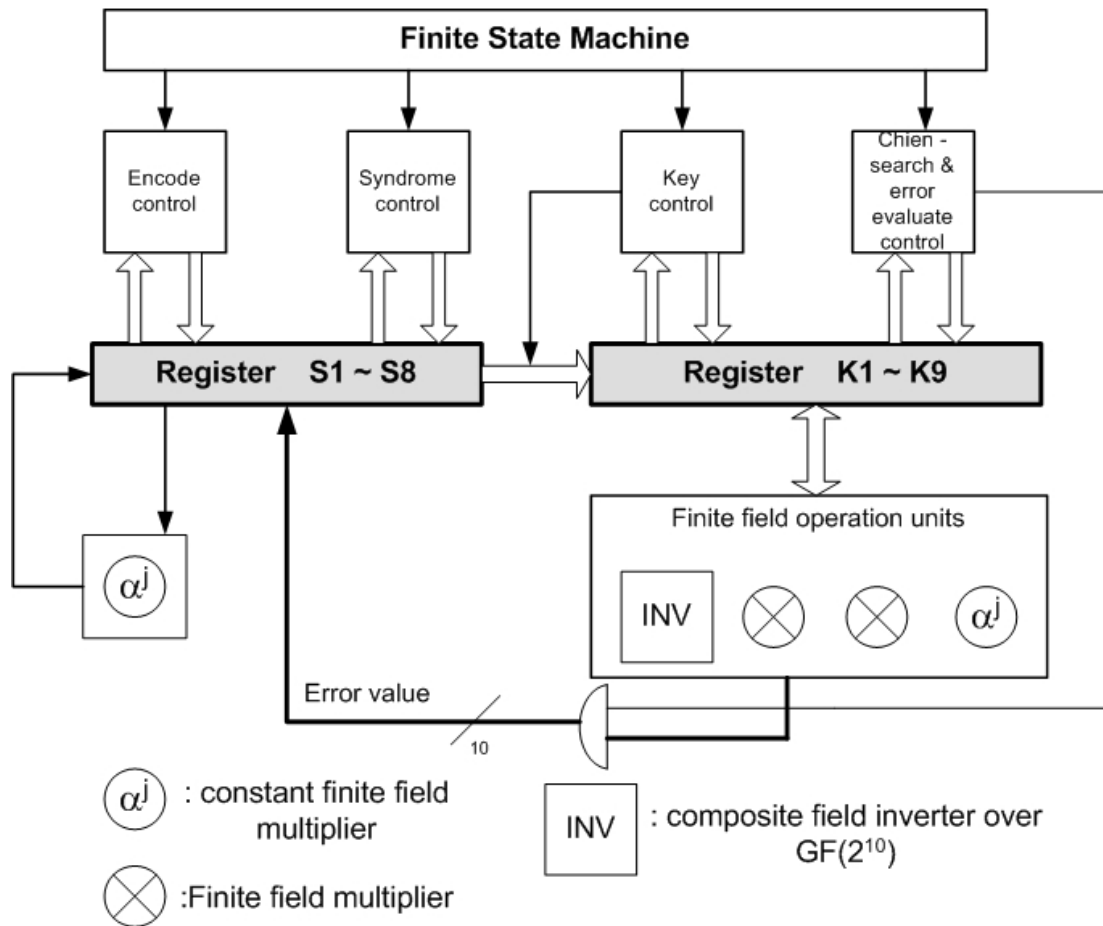 Finite State Machine
Encode
control
Syndrome
control
Key
control
Chien -
search &
error
evaluate
control
Register S1 ~ S8
Register K1 ~ K9
Finite field operation units
αʲ
INV
αʲ
Error value
10
αʲ : constant finite field
multiplier
INV : composite field inverter over
GF(2¹⁰)
:Finite field multiplier